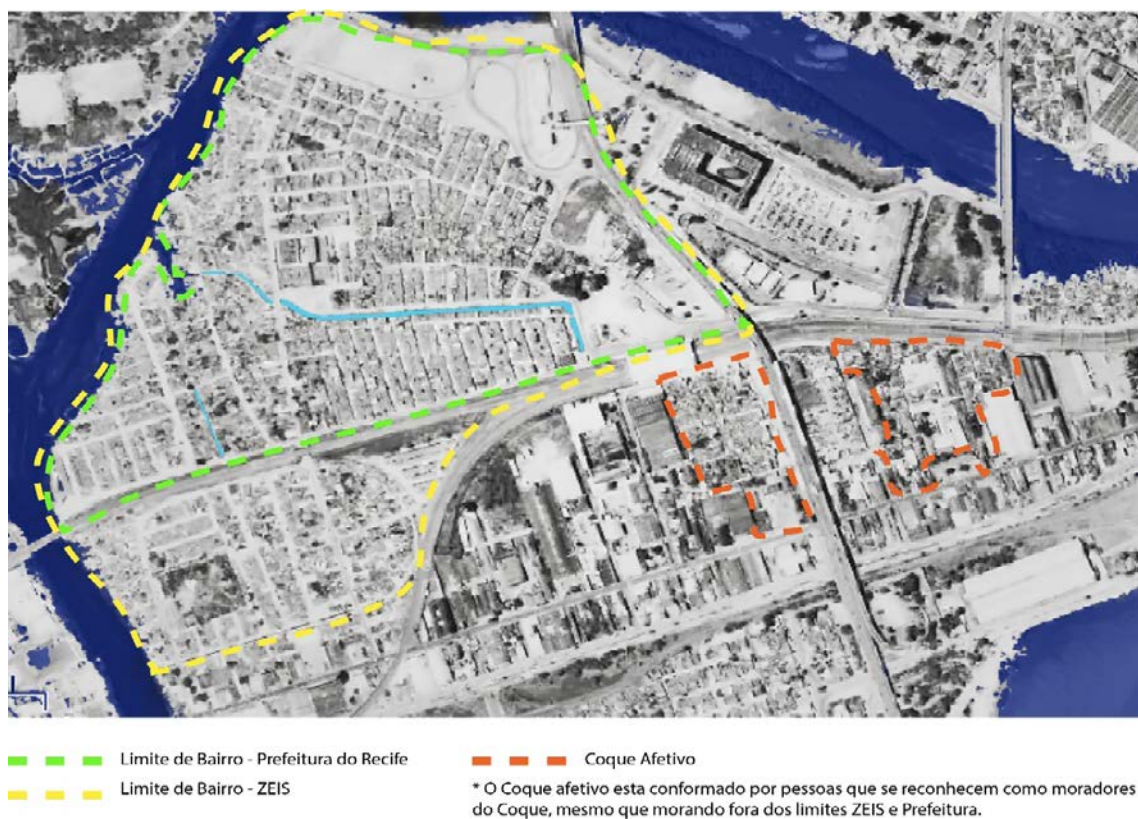 Limite de Bairro - Prefeitura do Recife
Limite de Bairro - ZEIS
Coque Afetivo
* O Coque afetivo esta conformado por pessoas que se reconhecem como moradores
do Coque, mesmo que morando fora dos limites ZEIS e Prefeitura.